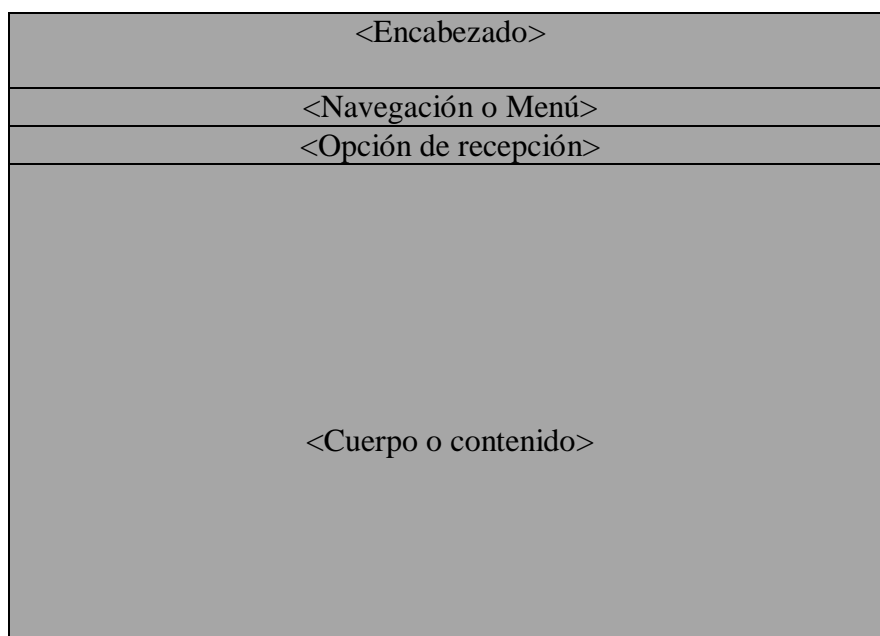 <Encabezado>
<Navegación o Menú>
<Opción de recepción>
<Cuerpo o contenido>